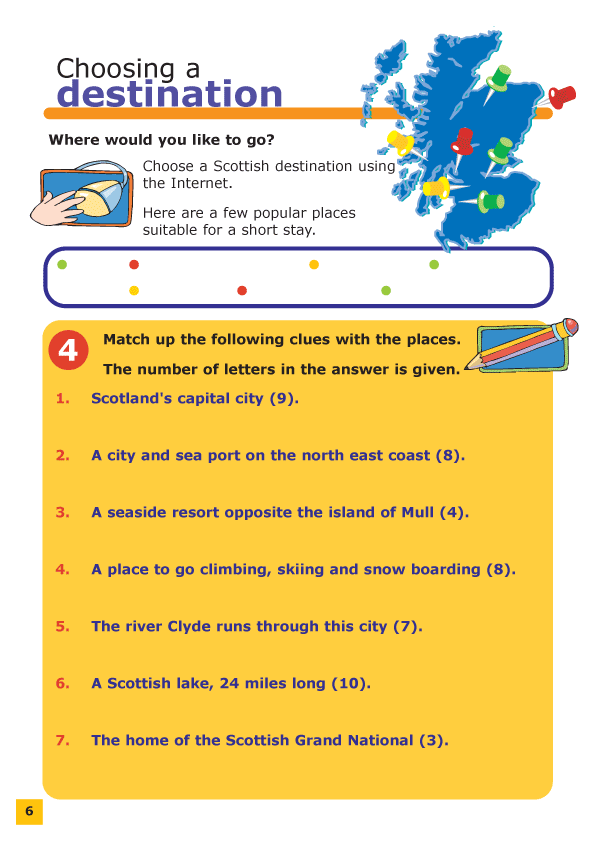 Choosing a
destination
Where would you like to go?
Choose a Scottish destination using
the Internet.
Here are a few popular places
suitable for a short stay.
4
Match up the following clues with the places.
The number of letters in the answer is given.
1. Scotland's capital city (9).
2. A city and sea port on the north east coast (8).
3. A seaside resort opposite the island of Mull (4).
4. A place to go climbing, skiing and snow boarding (8).
5. The river Clyde runs through this city (7).
6. A Scottish lake, 24 miles long (10).
7. The home of the Scottish Grand National (3).
6